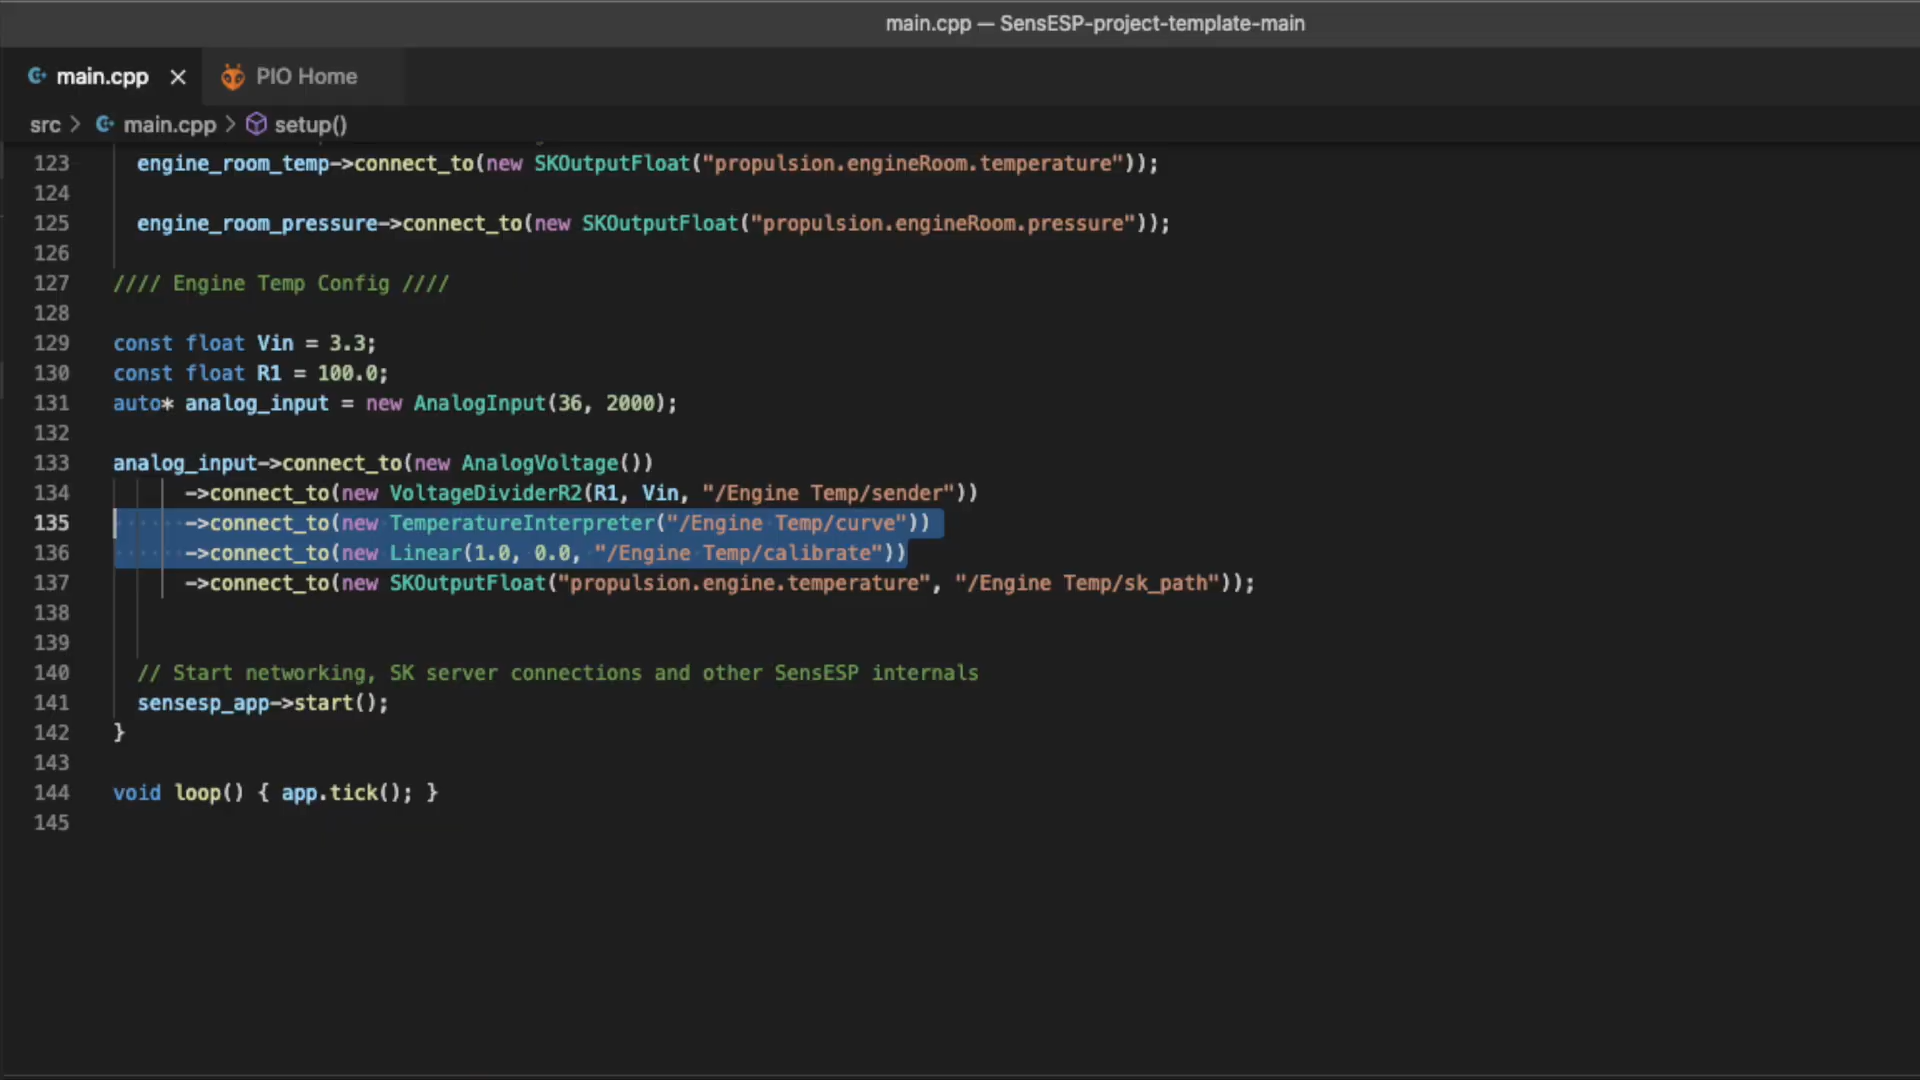 main.cpp — SensESP-project-template-main
main.cpp × PIO Home
src > main.cpp > setup()
123 engine_room_temp->connect_to(new SKOutputFloat("propulsion.engineRoom.temperature"));
124
125 engine_room_pressure->connect_to(new SKOutputFloat("propulsion.engineRoom.pressure"));
126
127 //// Engine Temp Config ////
128
129 const float Vin = 3.3;
130 const float R1 = 100.0;
131 auto* analog_input = new AnalogInput(36, 2000);
132
133 analog_input->connect_to(new AnalogVoltage())
134 ->connect_to(new VoltageDividerR2(R1, Vin, "/Engine Temp/sender"))
135 ->connect_to(new TemperatureInterpreter("/Engine Temp/curve"))
136 ->connect_to(new Linear(1.0, 0.0, "/Engine Temp/calibrate"))
137 ->connect_to(new SKOutputFloat("propulsion.engine.temperature", "/Engine Temp/sk_path"));
138
139
140 // Start networking, SK server connections and other SensESP internals
141 sensesp_app->start();
142 }
143
144 void loop() { app.tick(); }
145